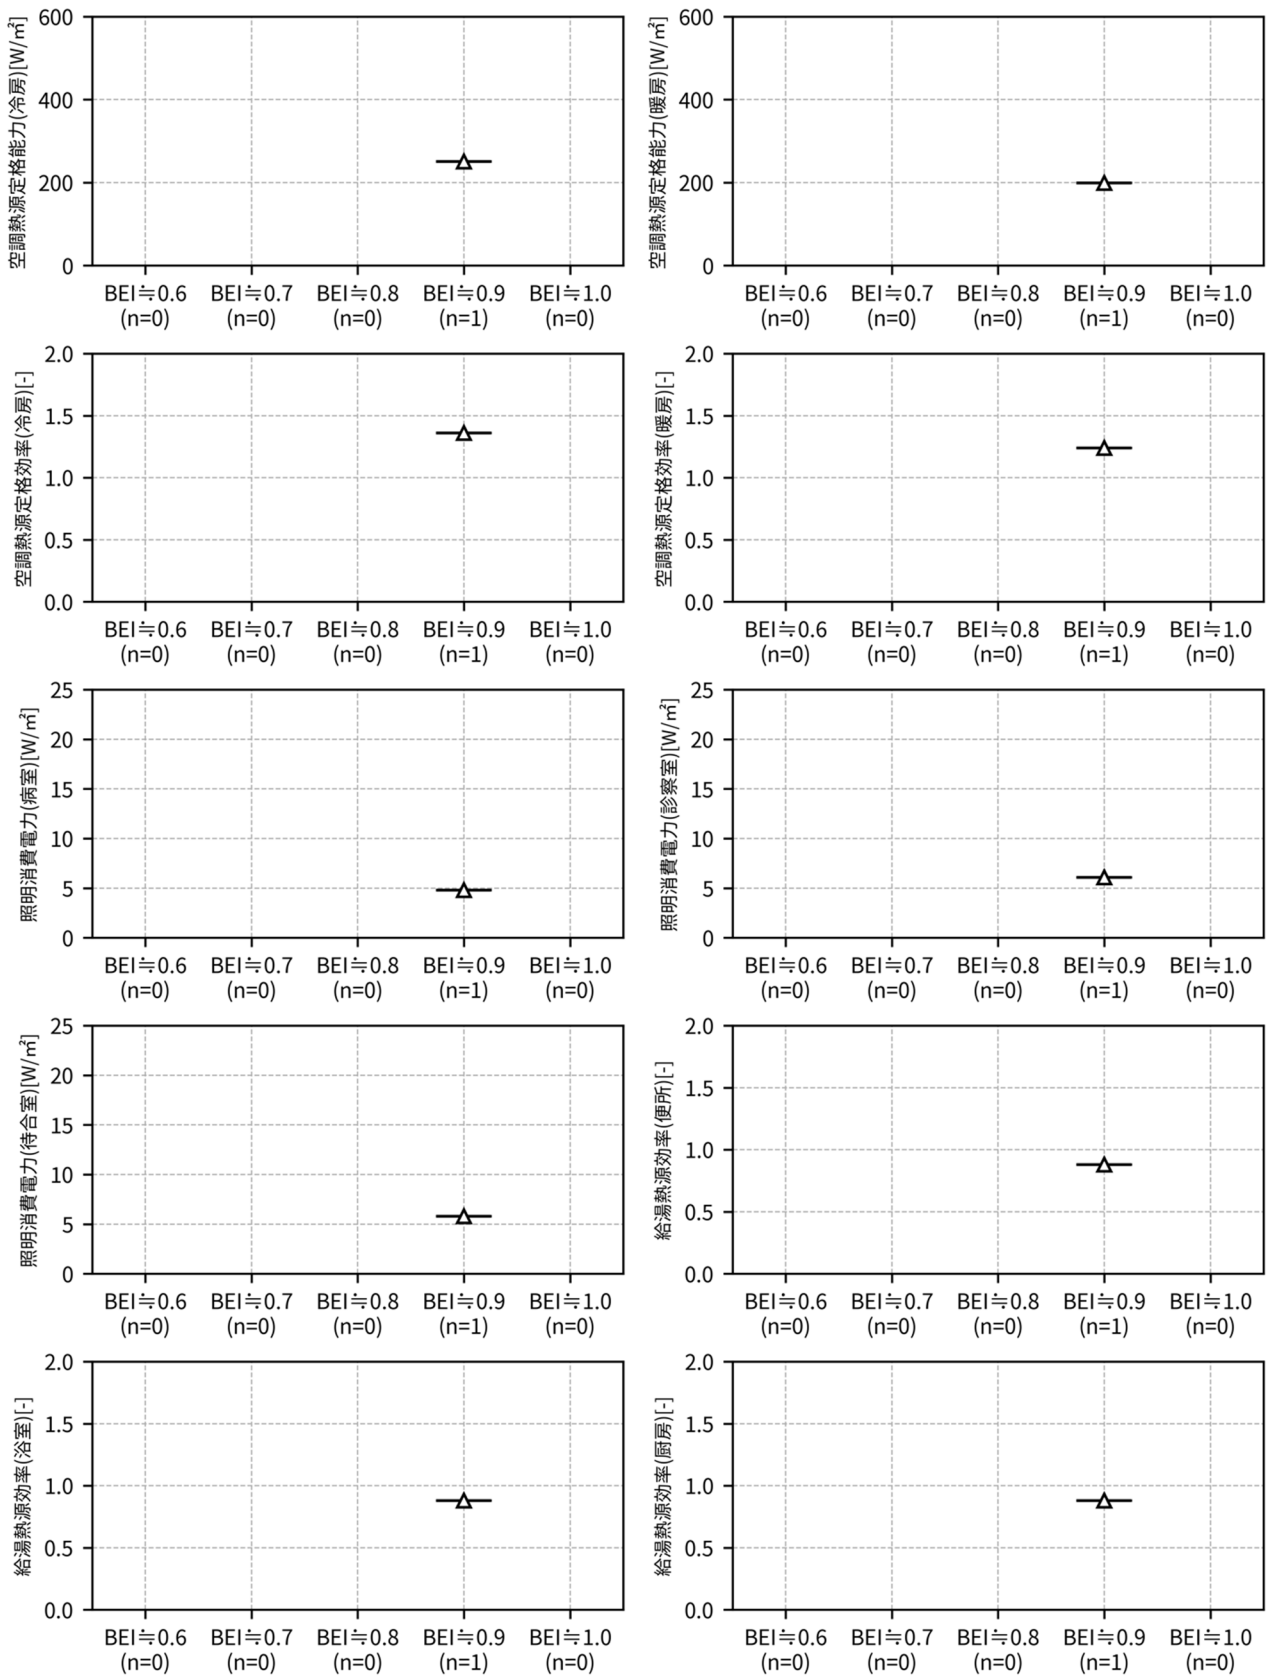 空調熱源定格能力(冷房)[W/㎡]
600
400
200
0
BEI≒0.6 BEI≒0.7 BEI≒0.8 BEI≒0.9 BEI≒1.0
(n=0) (n=0) (n=0) (n=1) (n=0)
空調熱源定格能力(暖房)[W/㎡]
600
400
200
0
BEI≒0.6 BEI≒0.7 BEI≒0.8 BEI≒0.9 BEI≒1.0
(n=0) (n=0) (n=0) (n=1) (n=0)
空調熱源定格効率(冷房)[-]
2.0
1.5
1.0
0.5
0.0
BEI≒0.6 BEI≒0.7 BEI≒0.8 BEI≒0.9 BEI≒1.0
(n=0) (n=0) (n=0) (n=1) (n=0)
空調熱源定格効率(暖房)[-]
2.0
1.5
1.0
0.5
0.0
BEI≒0.6 BEI≒0.7 BEI≒0.8 BEI≒0.9 BEI≒1.0
(n=0) (n=0) (n=0) (n=1) (n=0)
照明消費電力(病室)[W/㎡]
25
20
15
10
5
0
BEI≒0.6 BEI≒0.7 BEI≒0.8 BEI≒0.9 BEI≒1.0
(n=0) (n=0) (n=0) (n=1) (n=0)
照明消費電力(診察室)[W/㎡]
25
20
15
10
5
0
BEI≒0.6 BEI≒0.7 BEI≒0.8 BEI≒0.9 BEI≒1.0
(n=0) (n=0) (n=0) (n=1) (n=0)
照明消費電力(待合室)[W/㎡]
25
20
15
10
5
0
BEI≒0.6 BEI≒0.7 BEI≒0.8 BEI≒0.9 BEI≒1.0
(n=0) (n=0) (n=0) (n=1) (n=0)
給湯熱源効率(便所)[-]
2.0
1.5
1.0
0.5
0.0
BEI≒0.6 BEI≒0.7 BEI≒0.8 BEI≒0.9 BEI≒1.0
(n=0) (n=0) (n=0) (n=1) (n=0)
給湯熱源効率(浴室)[-]
2.0
1.5
1.0
0.5
0.0
BEI≒0.6 BEI≒0.7 BEI≒0.8 BEI≒0.9 BEI≒1.0
(n=0) (n=0) (n=0) (n=1) (n=0)
給湯熱源効率(厨房)[-]
2.0
1.5
1.0
0.5
0.0
BEI≒0.6 BEI≒0.7 BEI≒0.8 BEI≒0.9 BEI≒1.0
(n=0) (n=0) (n=0) (n=1) (n=0)